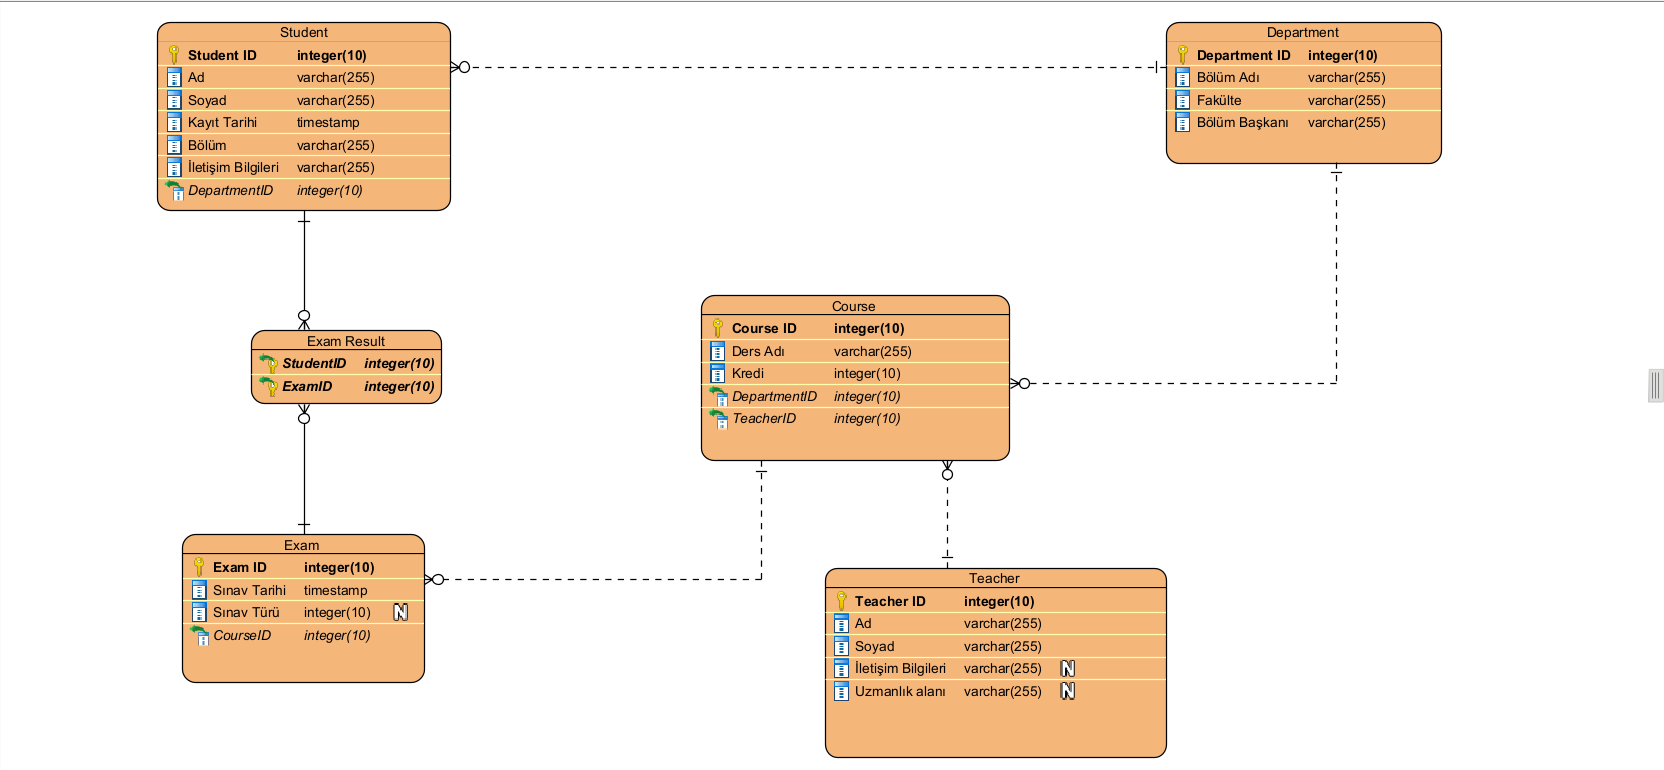 Student
Student ID integer(10)
Ad varchar(255)
Soyad varchar(255)
Kayıt Tarihi timestamp
Bölüm varchar(255)
İletişim Bilgileri varchar(255)
DepartmentID integer(10)
Department
Department ID integer(10)
Bölüm Adı varchar(255)
Fakülte varchar(255)
Bölüm Başkanı varchar(255)
Exam Result
StudentID integer(10)
ExamID integer(10)
Course
Course ID integer(10)
Ders Adı varchar(255)
Kredi integer(10)
DepartmentID integer(10)
TeacherID integer(10)
Exam
Exam ID integer(10)
Sınav Tarihi timestamp
Sınav Türü integer(10) N
CourseID integer(10)
Teacher
Teacher ID integer(10)
Ad varchar(255)
Soyad varchar(255)
İletişim Bilgileri varchar(255) N
Uzmanlık alanı varchar(255) N